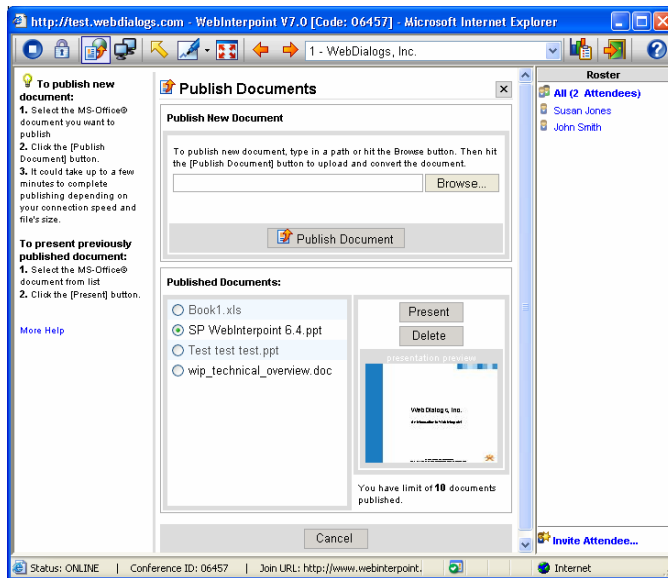 http://test.webdialogs.com - WebInterpoint V7.0 [Code: 06457] - Microsoft Internet Explorer
1 - WebDialogs, Inc.
To publish new
document:
1. Select the MS-Office®
document you want to
publish
2. Click the [Publish
Document] button.
3. It could take up to a few
minutes to complete
publishing depending on
your connection speed and
file's size.
To present previously
published document:
1. Select the MS-Office®
document from list
2. Click the [Present] button.
More Help
Publish Documents
Publish New Document
To publish new document, type in a path or hit the Browse button. Then hit
the [Publish Document] button to upload and convert the document.
Browse...
Publish Document
Published Documents:
Book1.xls
SP WebInterpoint 6.4.ppt
Test test test.ppt
wip_technical_overview.doc
Present
Delete
presentation preview
WebDialogs, Inc.
You have limit of 10 documents
published.
Cancel
Roster
All (2 Attendees)
Susan Jones
John Smith
Invite Attendee...
Status: ONLINE | Conference ID: 06457 | Join URL: http://www.webinterpoint.
Internet